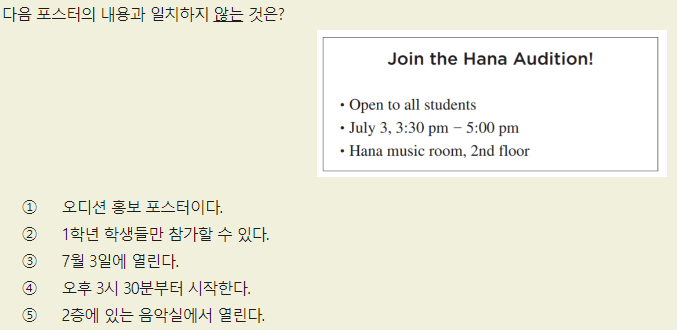 다음 포스터의 내용과 일치하지 않는 것은?
Join the Hana Audition!
• Open to all students
• July 3, 3:30 pm − 5:00 pm
• Hana music room, 2nd floor
① 오디션 홍보 포스터이다.
② 1학년 학생들만 참가할 수 있다.
③ 7월 3일에 열린다.
④ 오후 3시 30분부터 시작한다.
⑤ 2층에 있는 음악실에서 열린다.